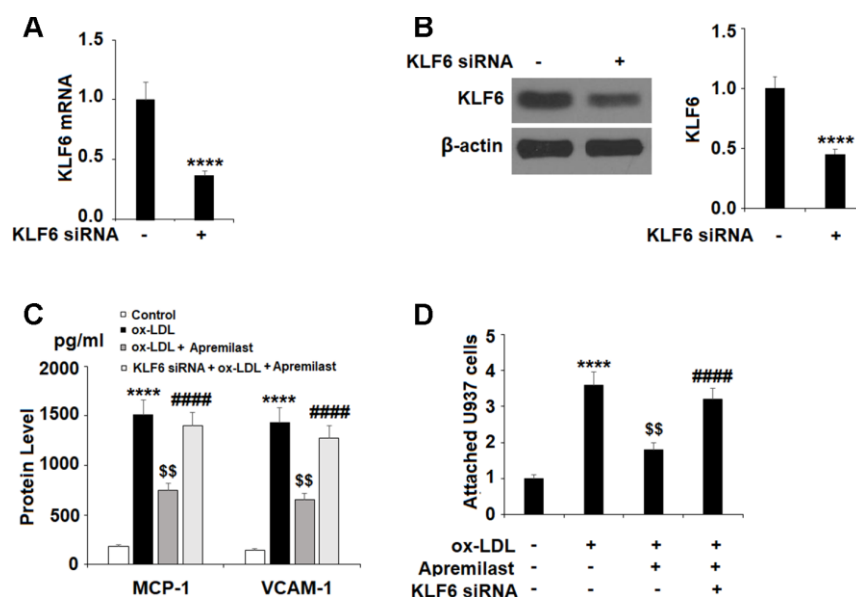 A
1.5
1.0
0.5
0.0
KLF6 mRNA
****
KLF6 siRNA - +
B
KLF6 siRNA - +
KLF6
β-actin
1.5
1.0
0.5
0.0
KLF6
****
KLF6 siRNA - +
C
Control
ox-LDL
ox-LDL + Apremilast
KLF6 siRNA + ox-LDL + Apremilast
pg/ml
2000
1500
1000
500
0
Protein Level
**** $$ ####
**** $$ ####
MCP-1 VCAM-1
D
5
4
3
2
1
0
Attached U937 cells
**** $$ ####
ox-LDL - + + +
Apremilast - - + +
KLF6 siRNA - - - +